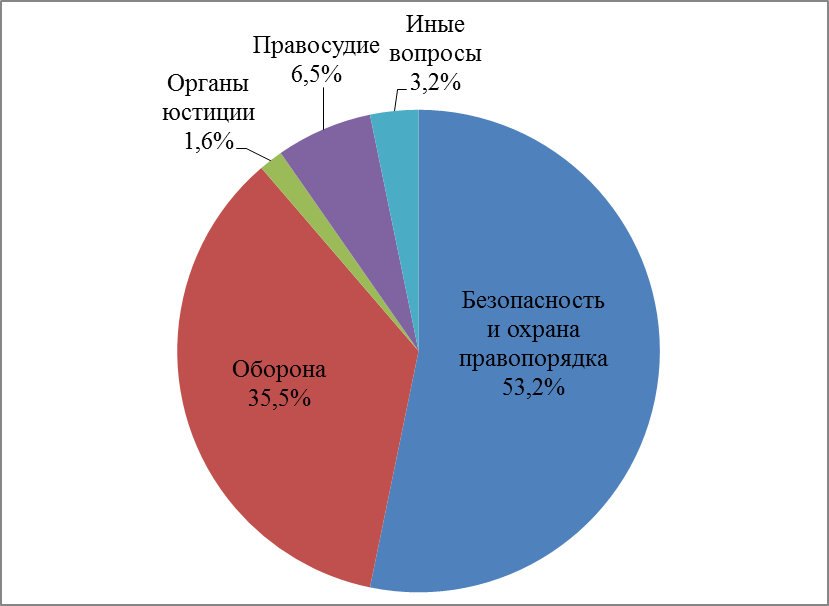 Иные
вопросы
3,2%
Правосудие
6,5%
Органы
юстиции
1,6%
Безопасность
и охрана
правопорядка
53,2%
Оборона
35,5%